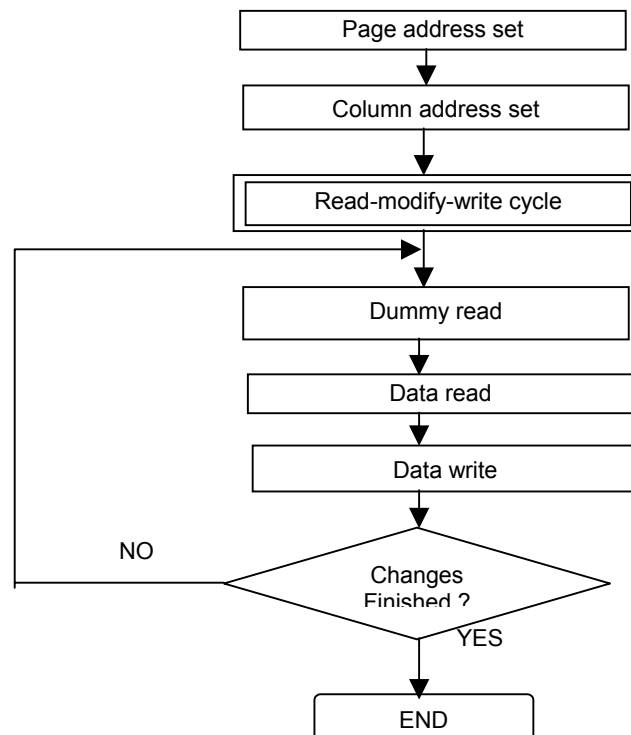 Page address set
Column address set
Read-modify-write cycle
Dummy read
Data read
Data write
NO
Changes
Finished ?
YES
END